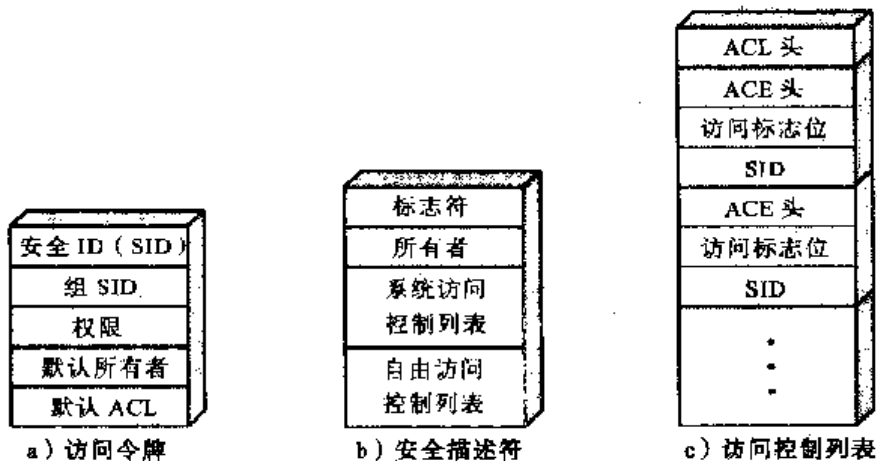 安全 ID（SID）
组 SID
权限
默认所有者
默认 ACL
a）访问令牌
标志符
所有者
系统访问
控制列表
自由访问
控制列表
b）安全描述符
ACL 头
ACE 头
访问标志位
SID
ACE 头
访问标志位
SID
c）访问控制列表